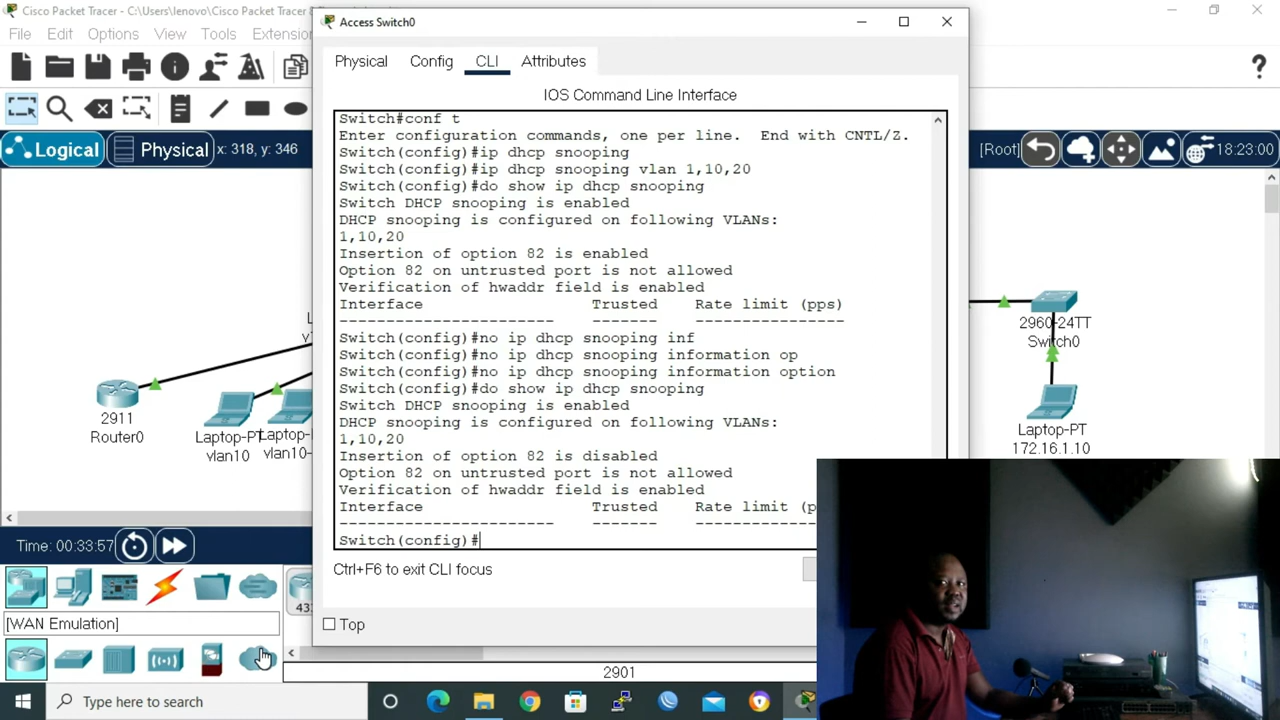 Cisco Packet Tracer - C:\Users\lenovo\Cisco Packet Tra
File Edit Options View Tools Extension
Logical Physical x: 318, y: 346
[Root] 18:23:00
Access Switch0
Physical Config CLI Attributes
IOS Command Line Interface
Switch#conf t
Enter configuration commands, one per line. End with CNTL/Z.
Switch(config)#ip dhcp snooping
Switch(config)#ip dhcp snooping vlan 1,10,20
Switch(config)#do show ip dhcp snooping
Switch DHCP snooping is enabled
DHCP snooping is configured on following VLANs:
1,10,20
Insertion of option 82 is enabled
Option 82 on untrusted port is not allowed
Verification of hwaddr field is enabled
Interface Trusted Rate limit (pps)
----------------------- ------- ----------------
Switch(config)#no ip dhcp snooping inf
Switch(config)#no ip dhcp snooping information op
Switch(config)#no ip dhcp snooping information option
Switch(config)#do show ip dhcp snooping
Switch DHCP snooping is enabled
DHCP snooping is configured on following VLANs:
1,10,20
Insertion of option 82 is disabled
Option 82 on untrusted port is not allowed
Verification of hwaddr field is enabled
Interface Trusted Rate limit (p
----------------------- ------- -------------
Switch(config)#
Ctrl+F6 to exit CLI focus
Top
2911
Router0
Laptop-PT
vlan10
Laptop-
vlan10-
2960-24TT
Switch0
Laptop-PT
172.16.1.10
Time: 00:33:57
[WAN Emulation]
43
2901
Type here to search